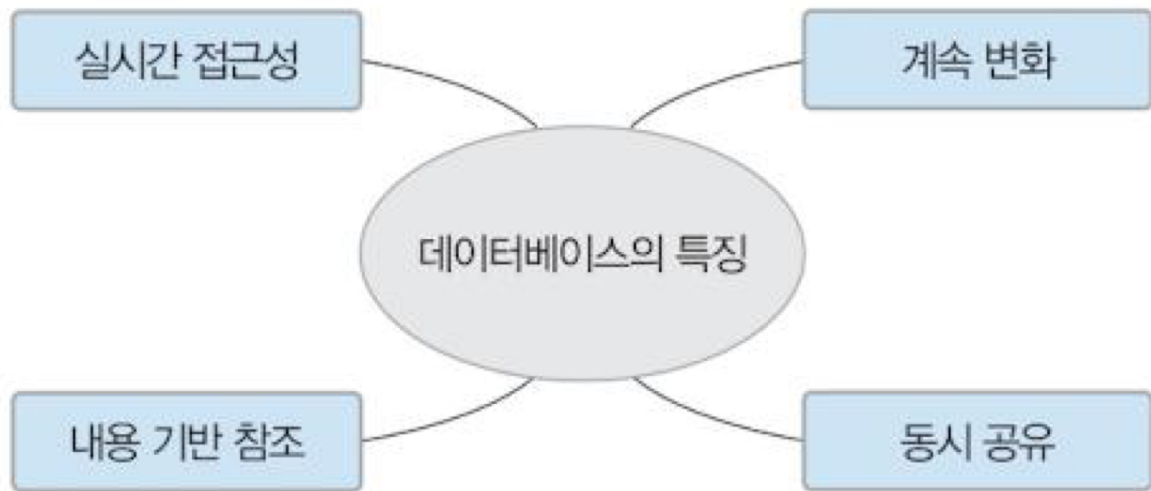 실시간 접근성
계속 변화
데이터베이스의 특징
내용 기반 참조
동시 공유